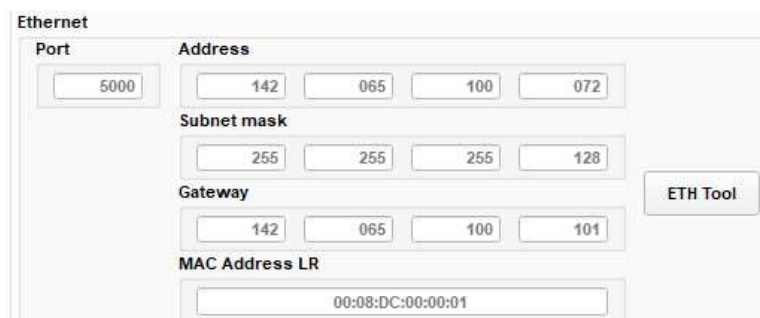 Ethernet
Port Address
5000 142 065 100 072
Subnet mask
255 255 255 128
Gateway
ETH Tool
142 065 100 101
MAC Address LR
00:08:DC:00:00:01